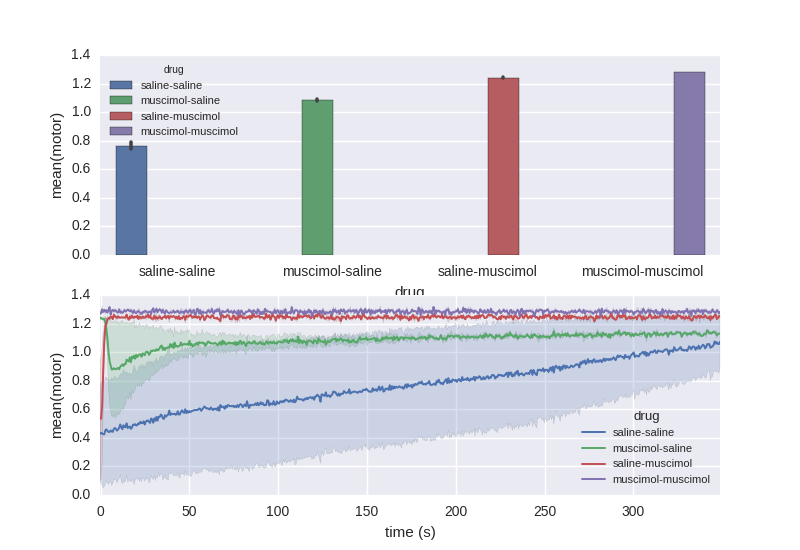 1.4
1.2
1.0
0.8
0.6
0.4
0.2
0.0
mean(motor)
drug
saline-saline
muscimol-saline
saline-muscimol
muscimol-muscimol
saline-saline muscimol-saline saline-muscimol muscimol-muscimol
drug
1.4
1.2
1.0
0.8
0.6
0.4
0.2
0.0
mean(motor)
drug
saline-saline
muscimol-saline
saline-muscimol
muscimol-muscimol
0 50 100 150 200 250 300
time (s)